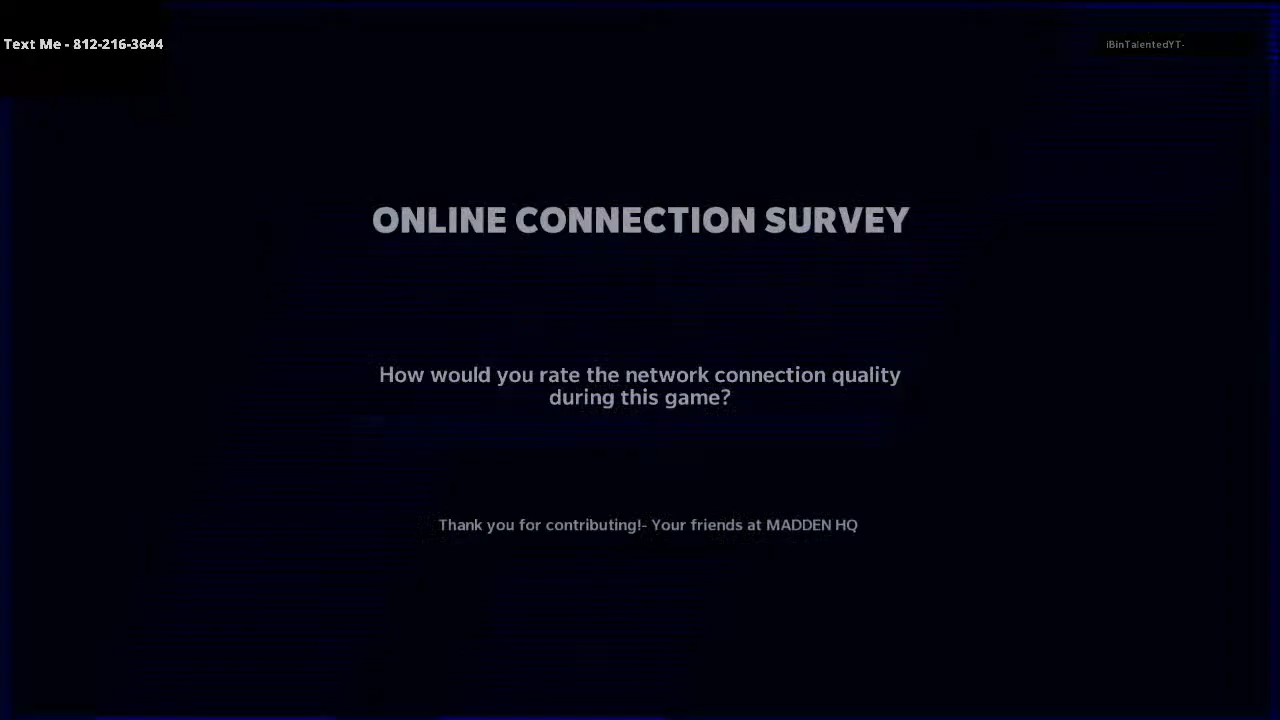 Text Me - 812-216-3644
iBinTalentedYT-
ONLINE CONNECTION SURVEY
How would you rate the network connection quality
during this game?
Thank you for contributing!- Your friends at MADDEN HQ